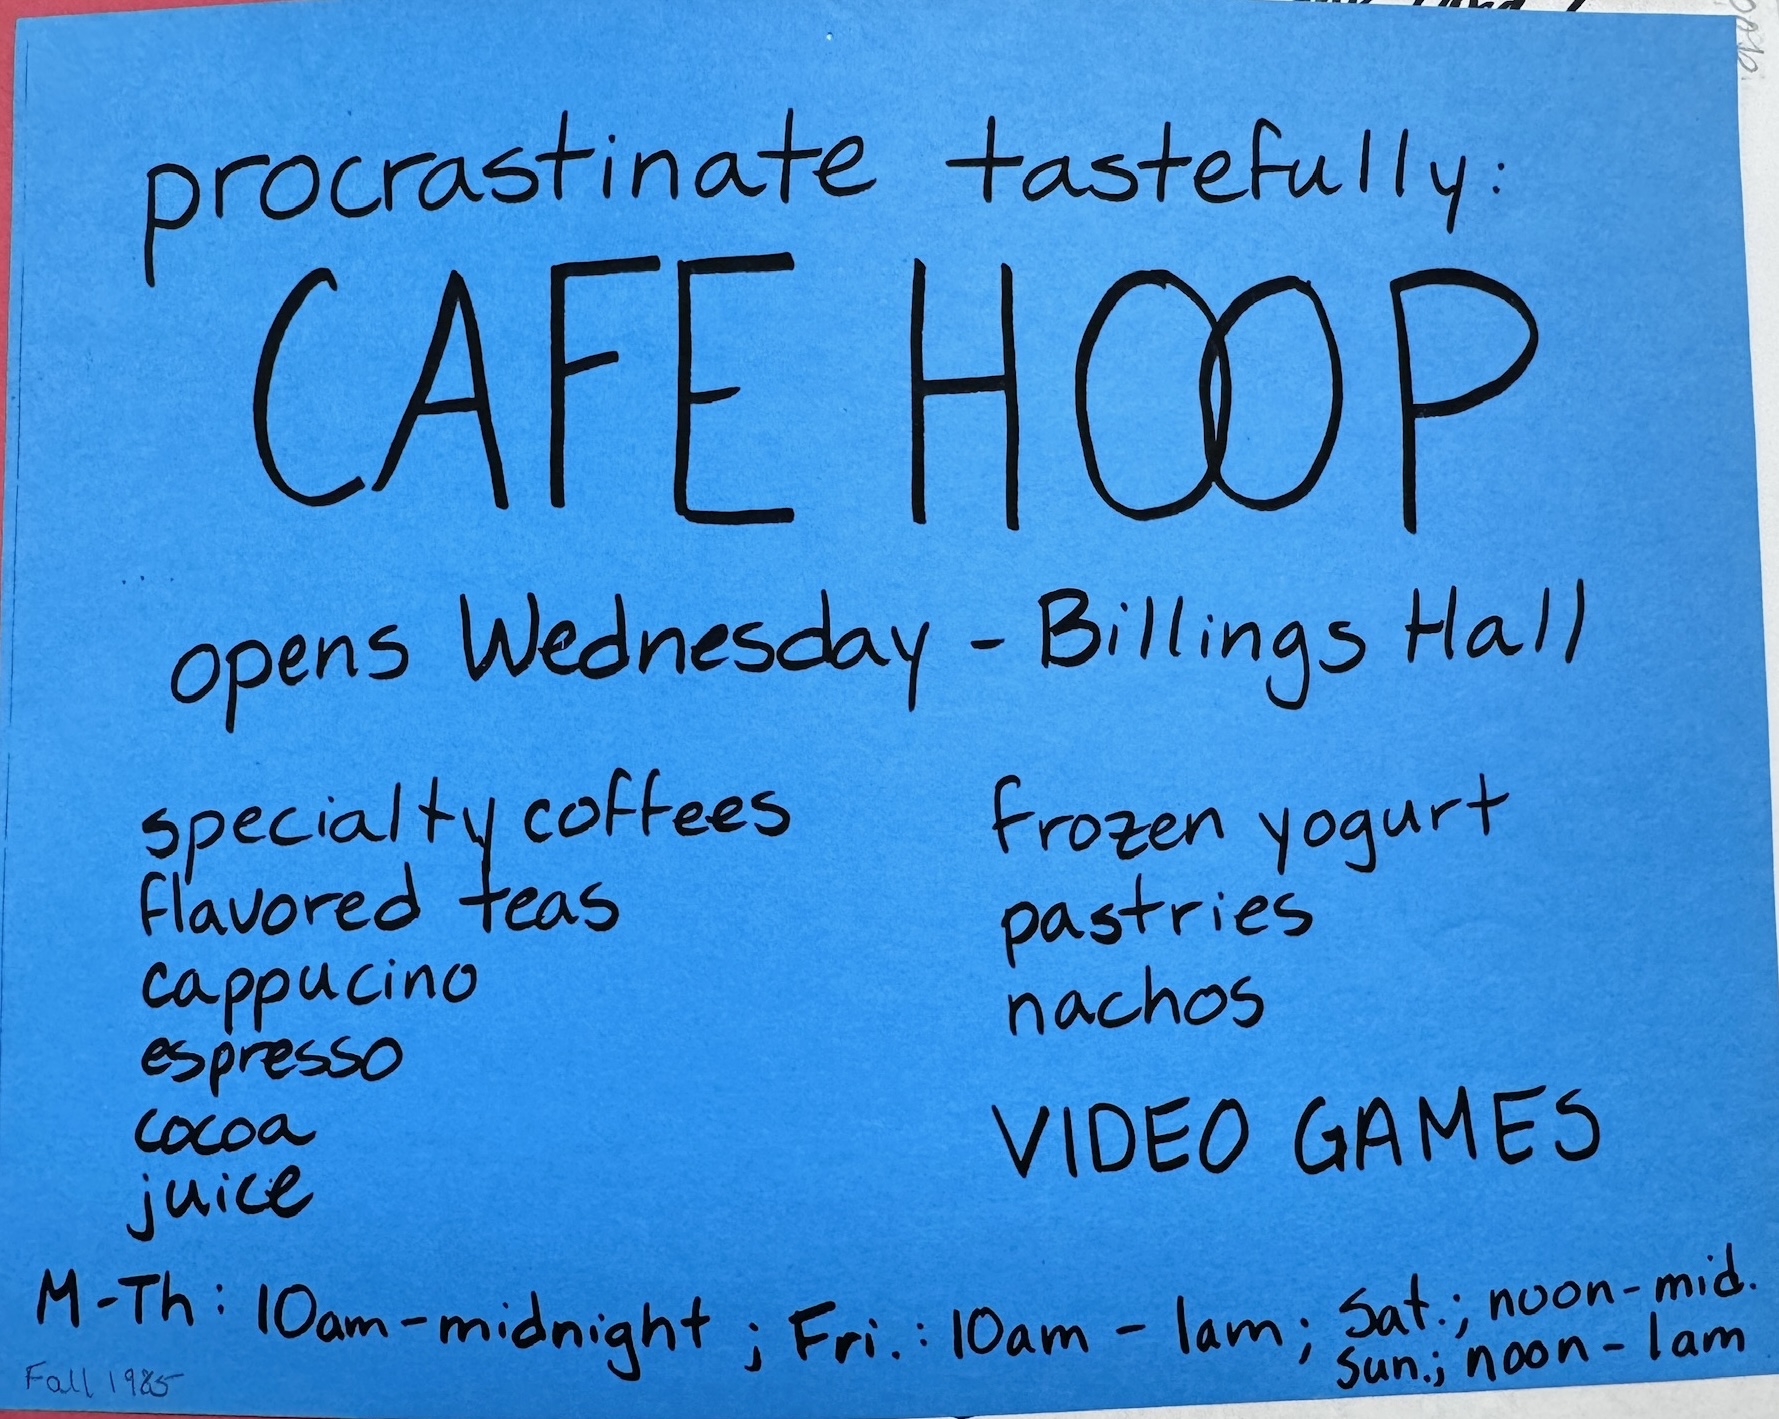 procrastinate tastefully:
CAFE HOOP
opens Wednesday - Billings Hall
specialty coffees
flavored teas
cappucino
espresso
cocoa
juice
frozen yogurt
pastries
nachos
VIDEO GAMES
M-Th: 10am-midnight ; Fri.: 10am - 1am; Sat.; noon-mid.
Sun.; noon - 1am
Fall 1985